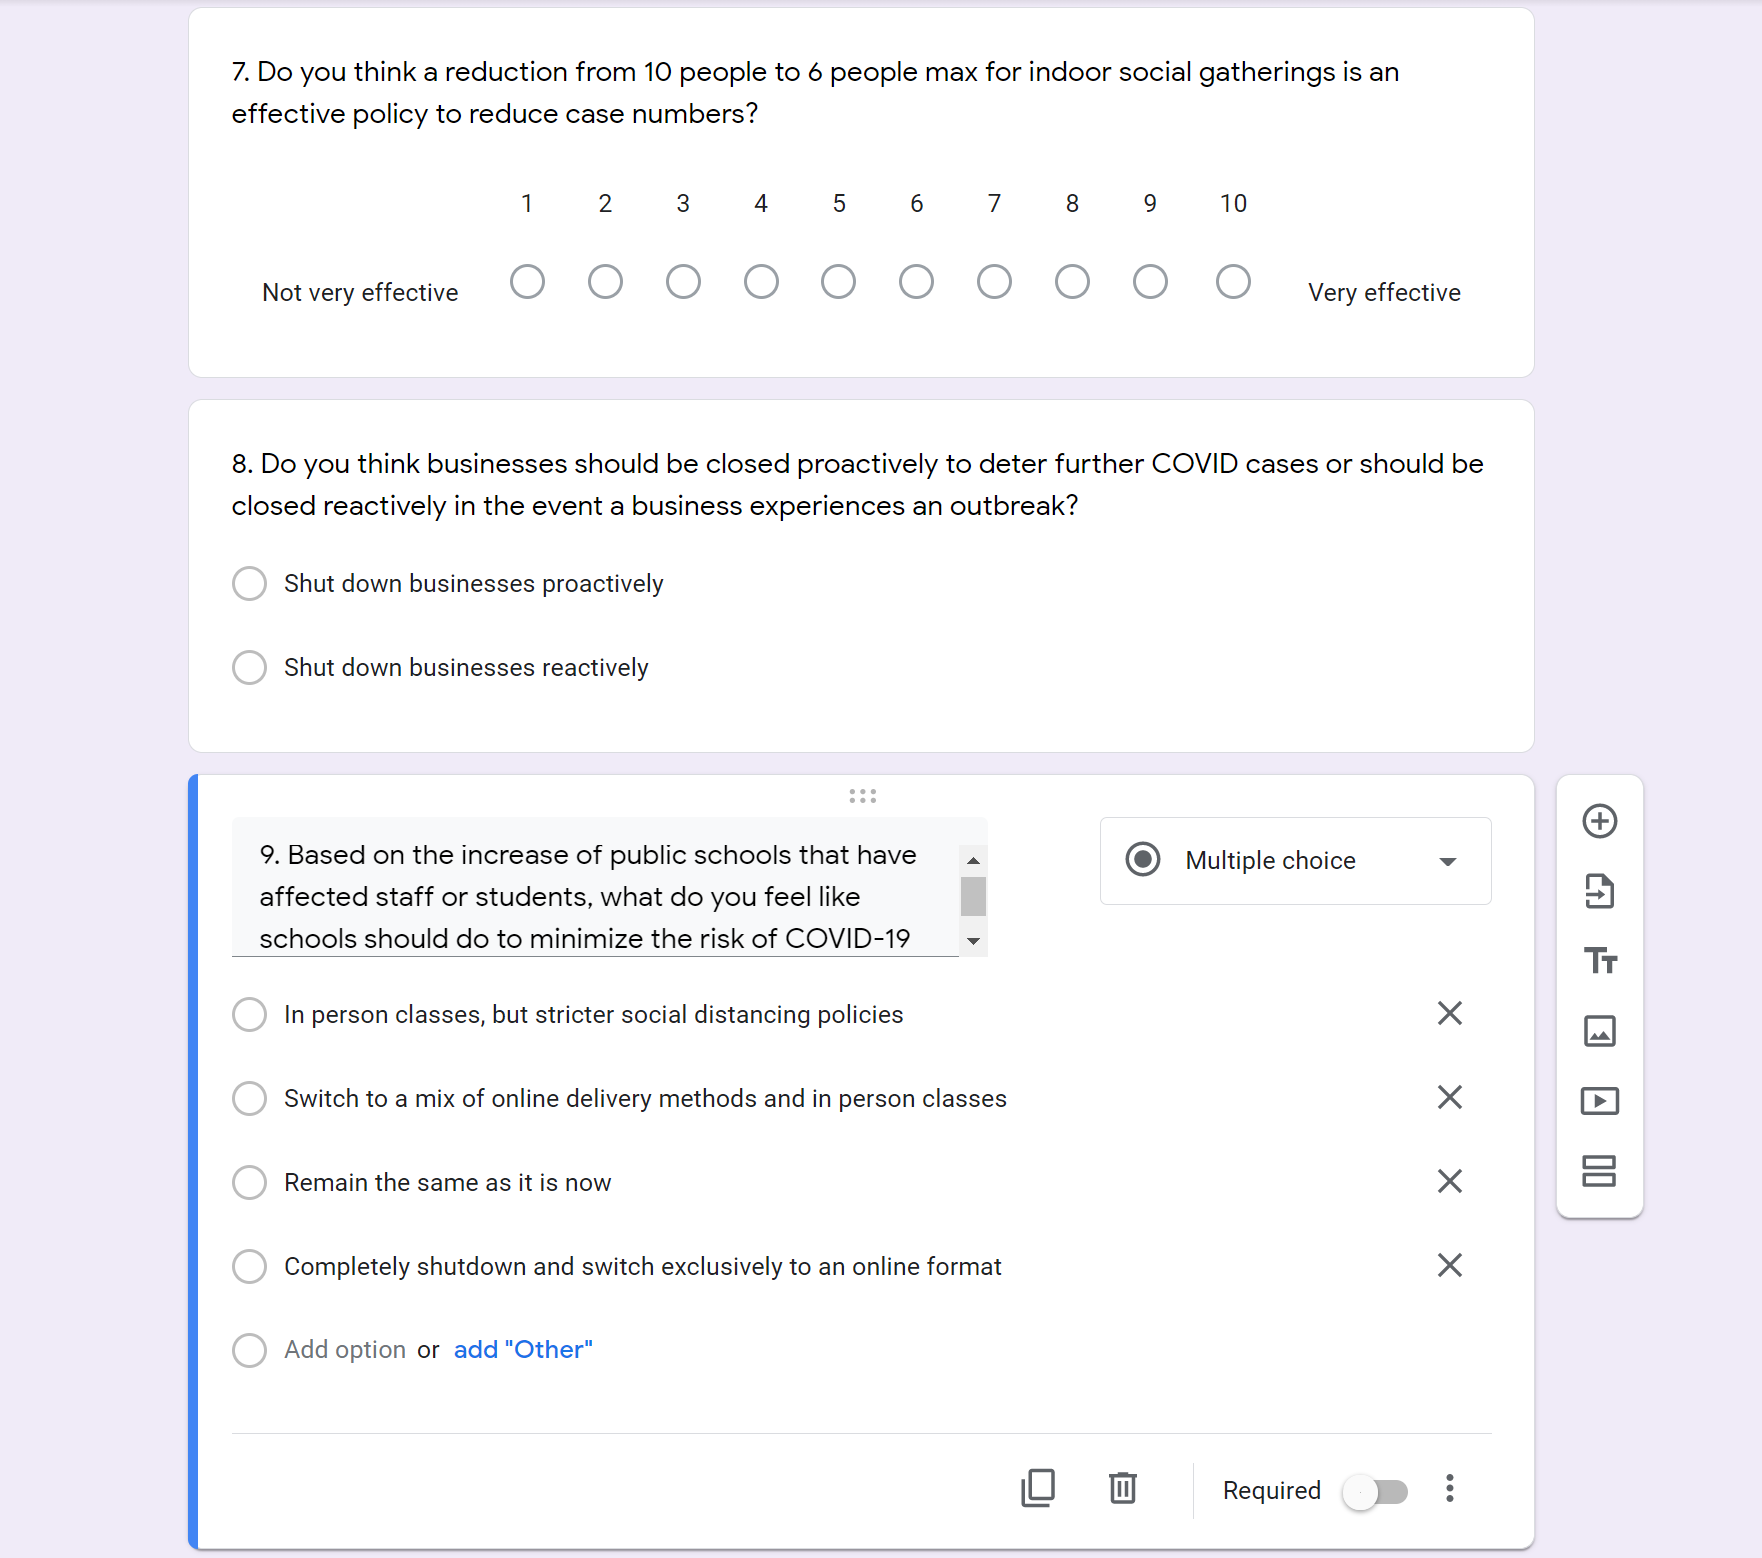 7. Do you think a reduction from 10 people to 6 people max for indoor social gatherings is an
effective policy to reduce case numbers?
1 2 3 4 5 6 7 8 9 10
Not very effective
Very effective
8. Do you think businesses should be closed proactively to deter further COVID cases or should be
closed reactively in the event a business experiences an outbreak?
Shut down businesses proactively
Shut down businesses reactively
9. Based on the increase of public schools that have
affected staff or students, what do you feel like
schools should do to minimize the risk of COVID-19
Multiple choice
In person classes, but stricter social distancing policies
Switch to a mix of online delivery methods and in person classes
Remain the same as it is now
Completely shutdown and switch exclusively to an online format
Add option or add "Other"
Required